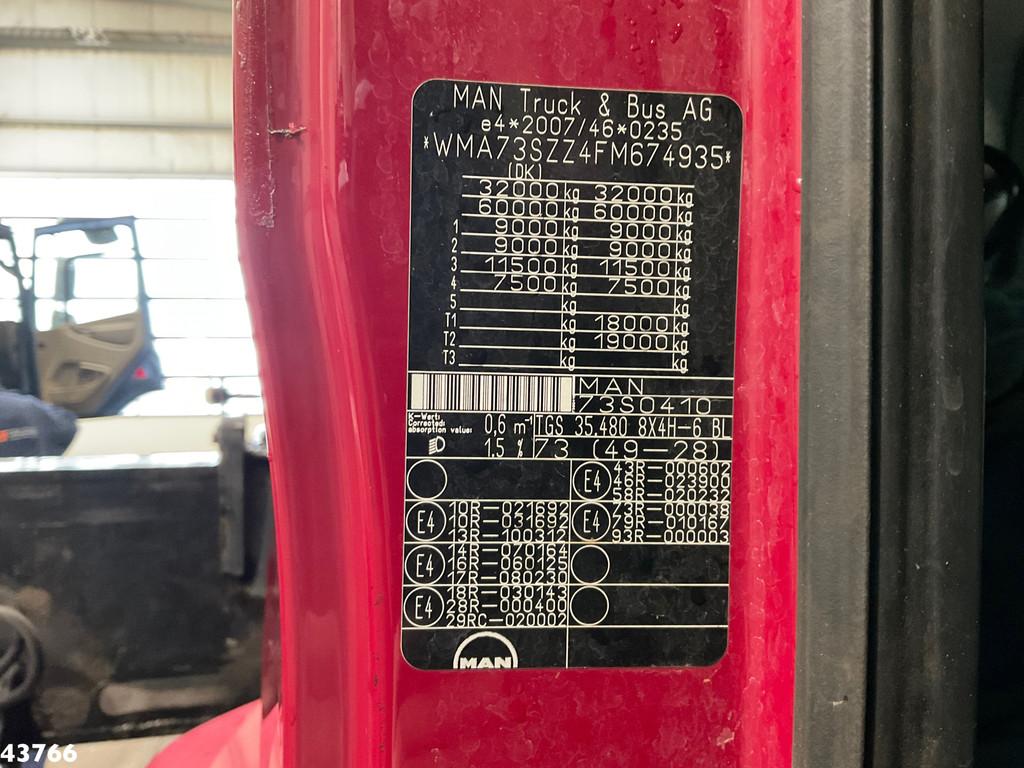 MAN Truck & Bus AG
e4*2007/46*0235
*WMA73SZZ4FM674935*
(DK)
32000 kg 32000 kg
60000 kg 60000 kg
1 9000 kg 9000 kg
2 9000 kg 9000 kg
3 11500 kg 11500 kg
4 7500 kg 7500 kg
5 kg kg
T1 kg 18000 kg
T2 kg 19000 kg
T3 kg kg
MAN
73S0410
K-Wert:
Corrected absorption value: 0,6 m⁻¹
TGS 35.480 8X4H-6 BL
1.5 % 73 (49-28)
E4 43R-000602
46R-023900
58R-020232
E4 10R-021692
10R-031692
13R-100312
E4 73R-000038
79R-010167
93R-000003
E4 14R-070164
16R-060125
17R-080230
E4 18R-030143
28R-000400
29RC-020002
MAN
43766